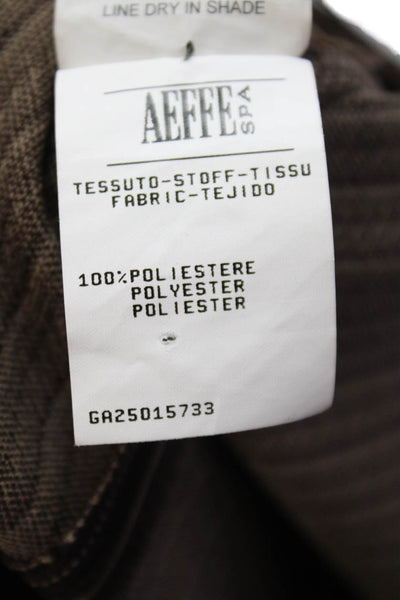 LINE DRY IN SHADE
AEFFE SPA
TESSUTO-STOFF-TISSU
FABRIC-TEJIDO
100%POLIESTERE
POLYESTER
POLIESTER
GA25015733